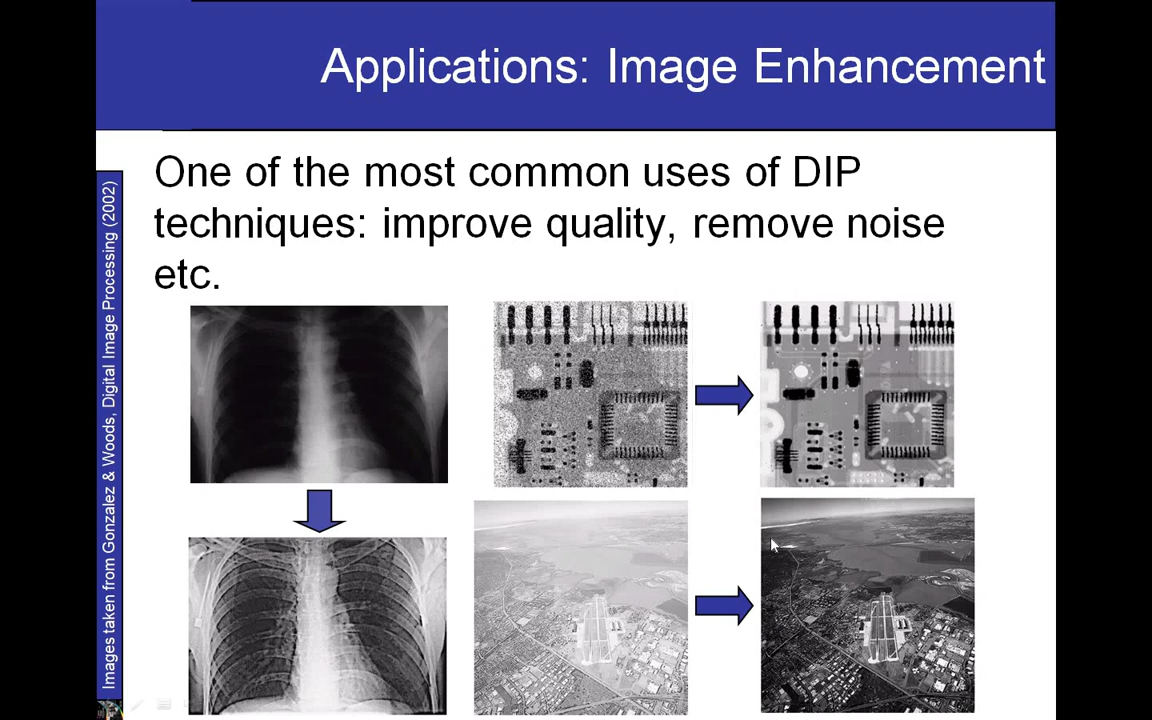 Applications: Image Enhancement
One of the most common uses of DIP
techniques: improve quality, remove noise
etc.
Images taken from Gonzalez & Woods, Digital Image Processing (2002)